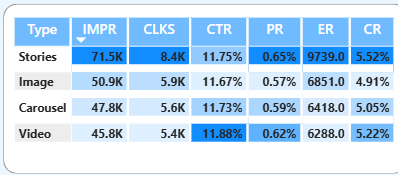 Type IMPR CLKS CTR PR ER CR
Stories 71.5K 8.4K 11.75% 0.65% 9739.0 5.52%
Image 50.9K 5.9K 11.67% 0.57% 6851.0 4.91%
Carousel 47.8K 5.6K 11.73% 0.59% 6418.0 5.05%
Video 45.8K 5.4K 11.88% 0.62% 6288.0 5.22%